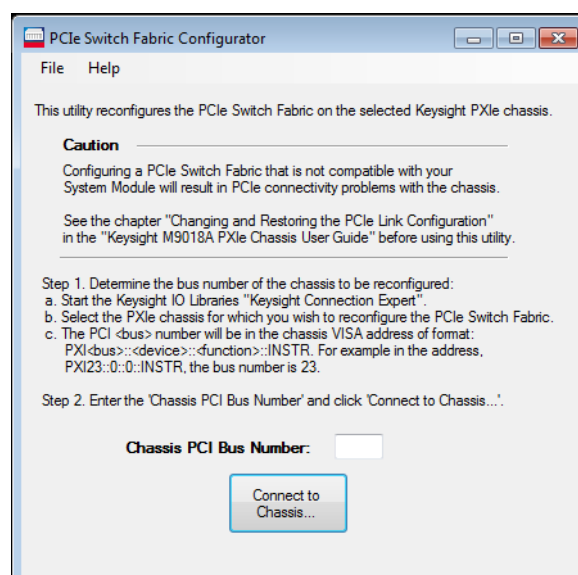 PCIe Switch Fabric Configurator
File Help
This utility reconfigures the PCIe Switch Fabric on the selected Keysight PXIe chassis.
Caution
Configuring a PCIe Switch Fabric that is not compatible with your
System Module will result in PCIe connectivity problems with the chassis.
See the chapter "Changing and Restoring the PCIe Link Configuration"
in the "Keysight M9018A PXIe Chassis User Guide" before using this utility.
Step 1. Determine the bus number of the chassis to be reconfigured:
a. Start the Keysight IO Libraries "Keysight Connection Expert".
b. Select the PXIe chassis for which you wish to reconfigure the PCIe Switch Fabric.
c. The PCI <bus> number will be in the chassis VISA address of format:
PXI<bus>::<device>::<function>::INSTR. For example in the address,
PXI23::0::0::INSTR, the bus number is 23.
Step 2. Enter the 'Chassis PCI Bus Number' and click 'Connect to Chassis...'.
Chassis PCI Bus Number:
Connect to
Chassis...